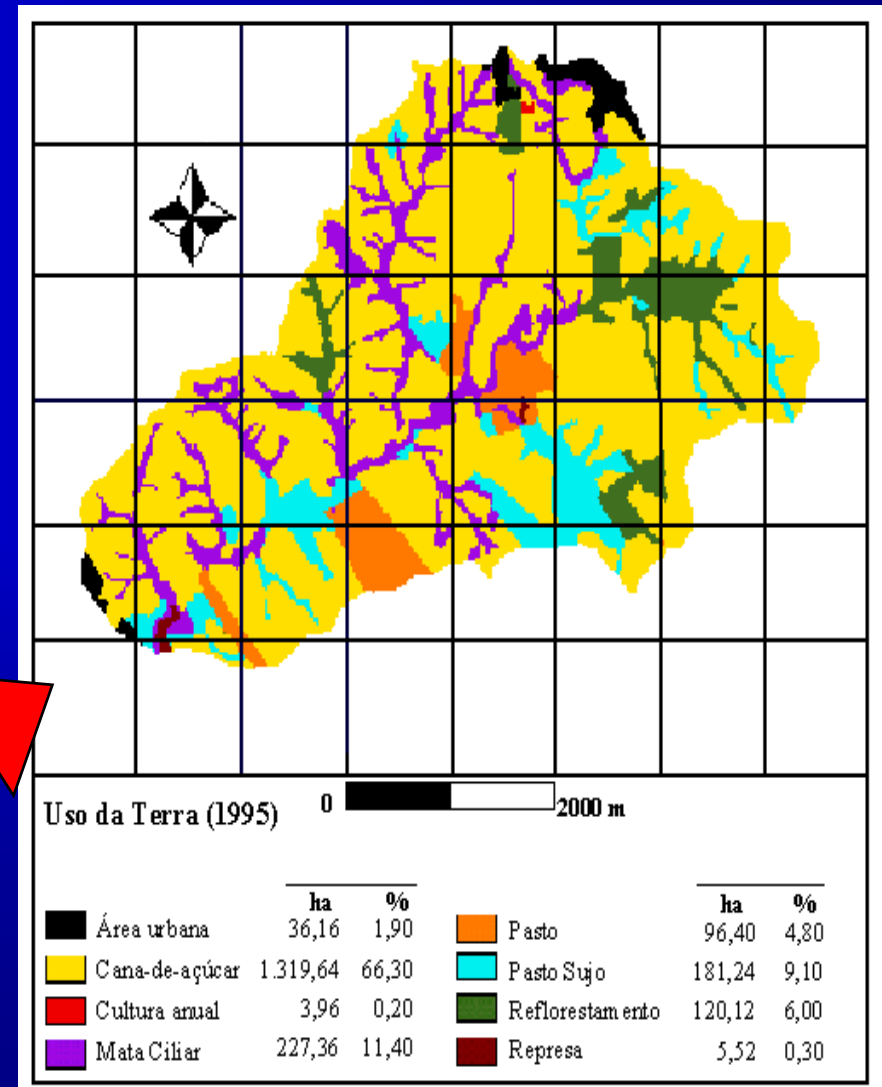 Uso da Terra (1995) 0 2000 m
ha % ha %
Área urbana 36,16 1,90 Pasto 96,40 4,80
Cana-de-açúcar 1.319,64 66,30 Pasto Sujo 181,24 9,10
Cultura anual 3,96 0,20 Reflorestamento 120,12 6,00
Mata Ciliar 227,36 11,40 Represa 5,52 0,30